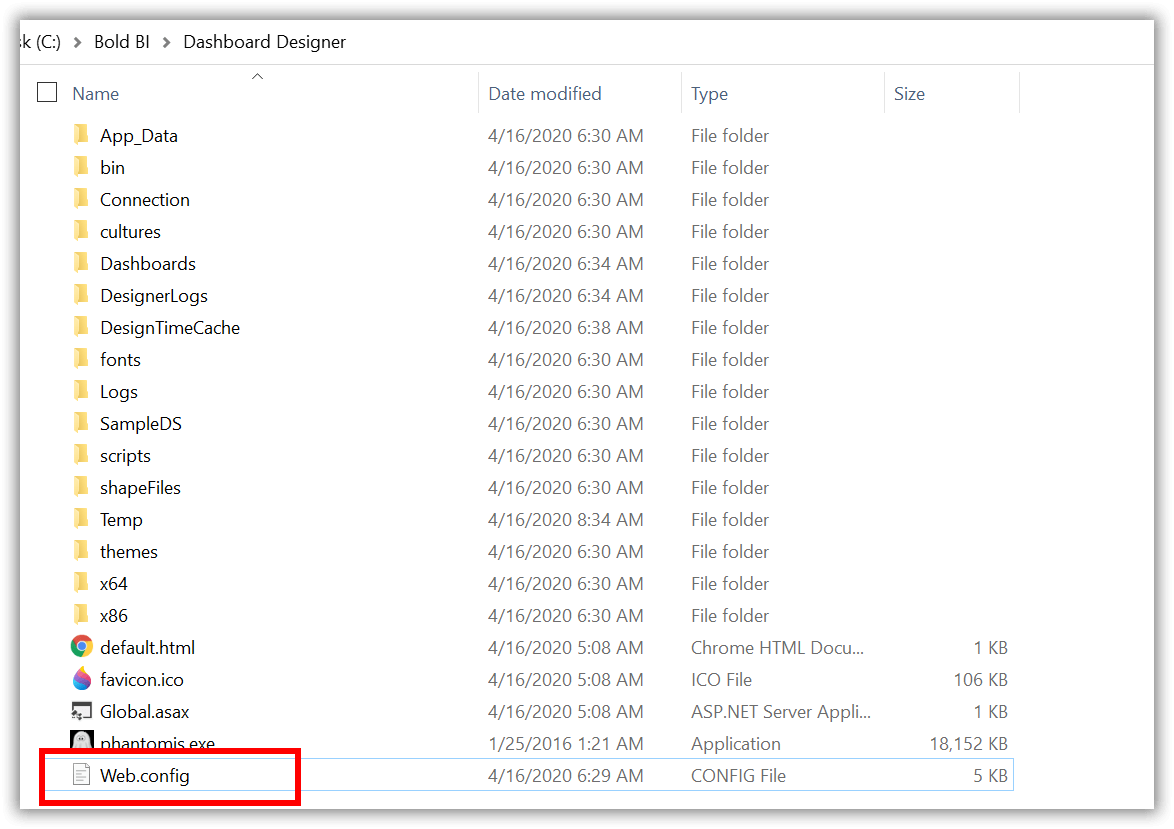 sk (C:) > Bold BI > Dashboard Designer
Name Date modified Type Size
App_Data 4/16/2020 6:30 AM File folder
bin 4/16/2020 6:30 AM File folder
Connection 4/16/2020 6:30 AM File folder
cultures 4/16/2020 6:30 AM File folder
Dashboards 4/16/2020 6:34 AM File folder
DesignerLogs 4/16/2020 6:34 AM File folder
DesignTimeCache 4/16/2020 6:38 AM File folder
fonts 4/16/2020 6:30 AM File folder
Logs 4/16/2020 6:30 AM File folder
SampleDS 4/16/2020 6:30 AM File folder
scripts 4/16/2020 6:30 AM File folder
shapeFiles 4/16/2020 6:30 AM File folder
Temp 4/16/2020 8:34 AM File folder
themes 4/16/2020 6:30 AM File folder
x64 4/16/2020 6:30 AM File folder
x86 4/16/2020 6:30 AM File folder
default.html 4/16/2020 5:08 AM Chrome HTML Docu... 1 KB
favicon.ico 4/16/2020 5:08 AM ICO File 106 KB
Global.asax 4/16/2020 5:08 AM ASP.NET Server Appli... 1 KB
phantomjs.exe 1/25/2016 1:21 AM Application 18,152 KB
Web.config 4/16/2020 6:29 AM CONFIG File 5 KB